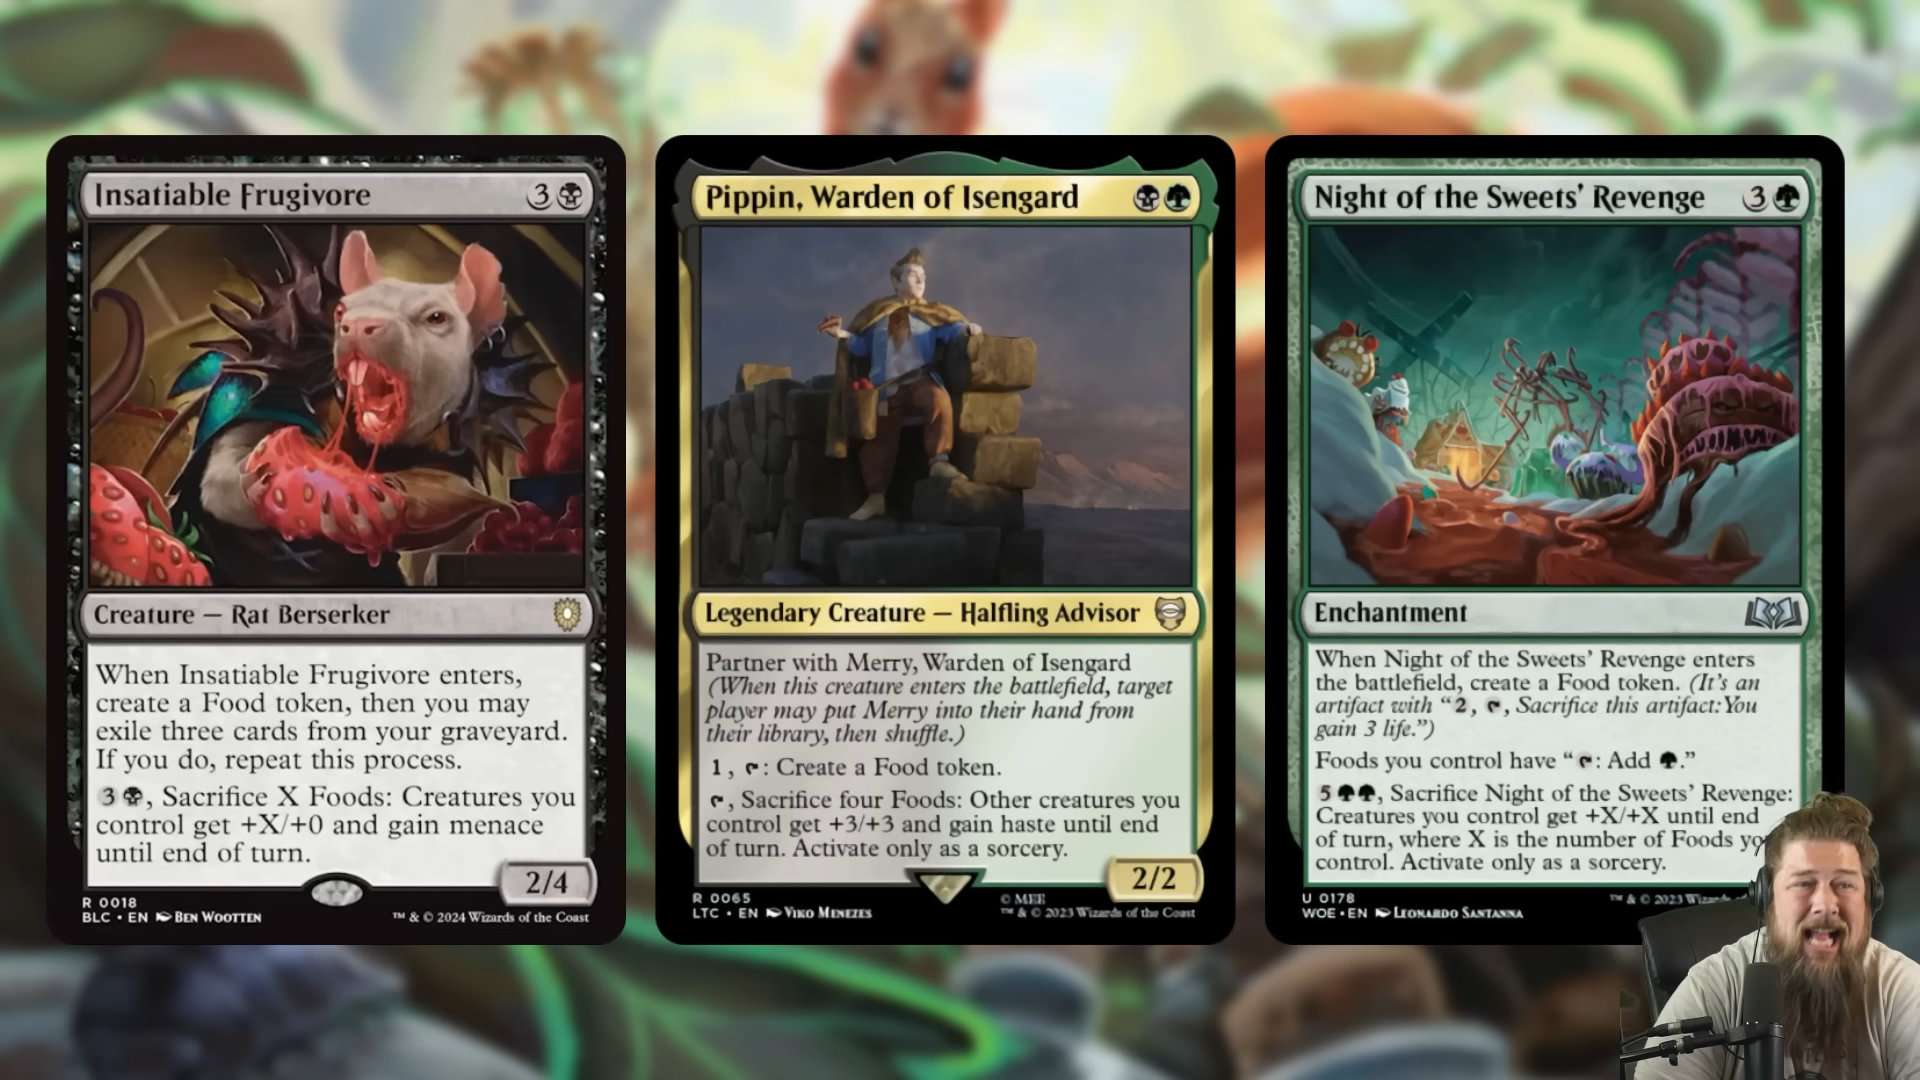 Insatiable Frugivore 3
Creature — Rat Berserker
When Insatiable Frugivore enters,
create a Food token, then you may
exile three cards from your graveyard.
If you do, repeat this process.
3 , Sacrifice X Foods: Creatures you
control get +X/+0 and gain menace
until end of turn.
2/4
R 0018
BLC • EN BEN WOOTTEN
™ & © 2024 Wizards of the Coast
Pippin, Warden of Isengard
Legendary Creature — Halfling Advisor
Partner with Merry, Warden of Isengard
(When this creature enters the battlefield, target
player may put Merry into their hand from
their library, then shuffle.)
1 , : Create a Food token.
, Sacrifice four Foods: Other creatures you
control get +3/+3 and gain haste until end
of turn. Activate only as a sorcery.
2/2
R 0065
LTC • EN VIKO MENEZES
© MEE
™ & © 2023 Wizards of the Coast
Night of the Sweets' Revenge 3
Enchantment
When Night of the Sweets' Revenge enters
the battlefield, create a Food token. (It's an
artifact with "2, , Sacrifice this artifact: You
gain 3 life.")
Foods you control have " : Add ."
5 , Sacrifice Night of the Sweets' Revenge:
Creatures you control get +X/+X until end
of turn, where X is the number of Foods yo
control. Activate only as a sorcery.
U 0178
WOE • EN LEONARDO SANTANNA
™ & © 2023 Wizards